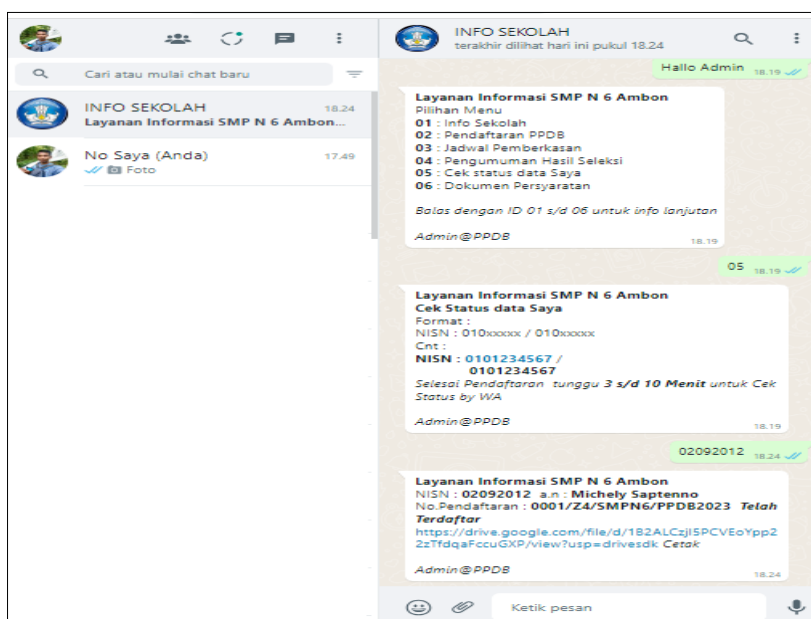 Cari atau mulai chat baru
INFO SEKOLAH 18.24
Layanan Informasi SMP N 6 Ambon...
No Saya (Anda) 17.49
Foto
INFO SEKOLAH
terakhir dilihat hari ini pukul 18.24
Hallo Admin 18.19
Layanan Informasi SMP N 6 Ambon
Pilihan Menu
01 : Info Sekolah
02 : Pendaftaran PPDB
03 : Jadwal Pemberkasan
04 : Pengumuman Hasil Seleksi
05 : Cek status data Saya
06 : Dokumen Persyaratan
Balas dengan ID 01 s/d 06 untuk info lanjutan
Admin@PPDB
18.19
05 18.19
Layanan Informasi SMP N 6 Ambon
Cek Status data Saya
Format :
NISN : 010xxxxx / 010xxxxx
Cnt :
NISN : 0101234567 /
0101234567
Selesai Pendaftaran tunggu 3 s/d 10 Menit untuk Cek
Status by WA
Admin@PPDB
18.19
02092012 18.24
Layanan Informasi SMP N 6 Ambon
NISN : 02092012 a.n : Michely Saptenno
No.Pendaftaran : 0001/Z4/SMPN6/PPDB2023 Telah
Terdaftar
https://drive.google.com/file/d/1B2ALCzjI5PCVEoYpp2
2zTfdqaFccuGXP/view?usp=drivesdk Cetak
Admin@PPDB
18.24
Ketik pesan